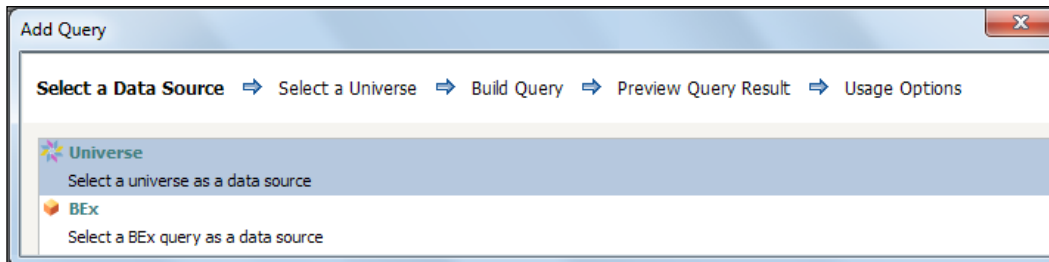 Add Query
Select a Data Source ⇨ Select a Universe ⇨ Build Query ⇨ Preview Query Result ⇨ Usage Options
Universe
Select a universe as a data source
BEx
Select a BEx query as a data source